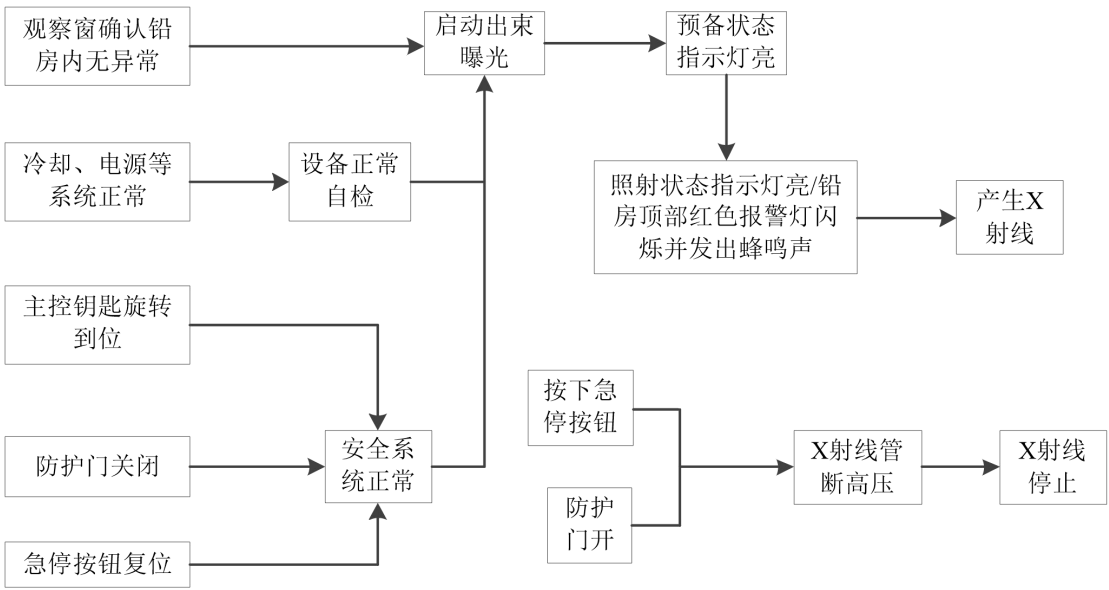 观察窗确认铅
房内无异常
启动出束
曝光
预备状态
指示灯亮
冷却、电源等
系统正常
设备正常
自检
照射状态指示灯亮/铅
房顶部红色报警灯闪
烁并发出蜂鸣声
产生X
射线
主控钥匙旋转
到位
按下急
停按钮
防护门关闭
安全系
统正常
X射线管
断高压
X射线
停止
防护
门开
急停按钮复位